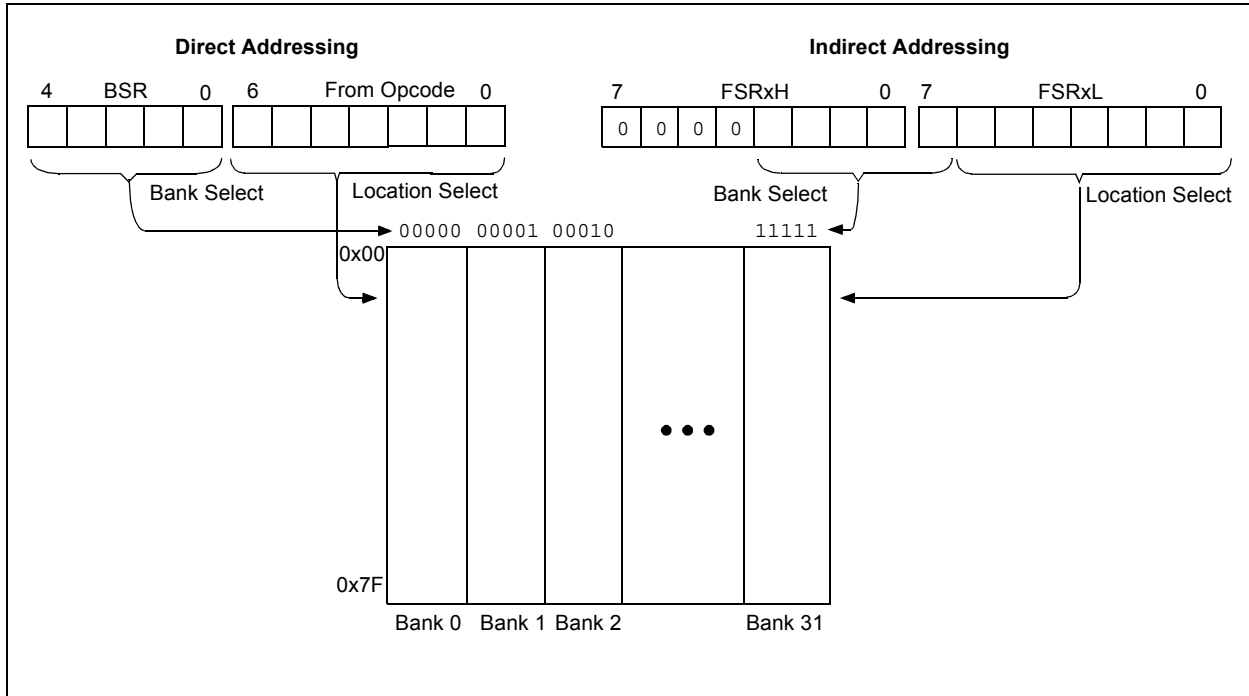 Direct Addressing
Indirect Addressing
4 BSR 0 6 From Opcode 0
7 FSRxH 0 7 FSRxL 0
0 0 0 0
Bank Select
Location Select
Bank Select
Location Select
00000 00001 00010 11111
0x00
0x7F
Bank 0 Bank 1 Bank 2 Bank 31